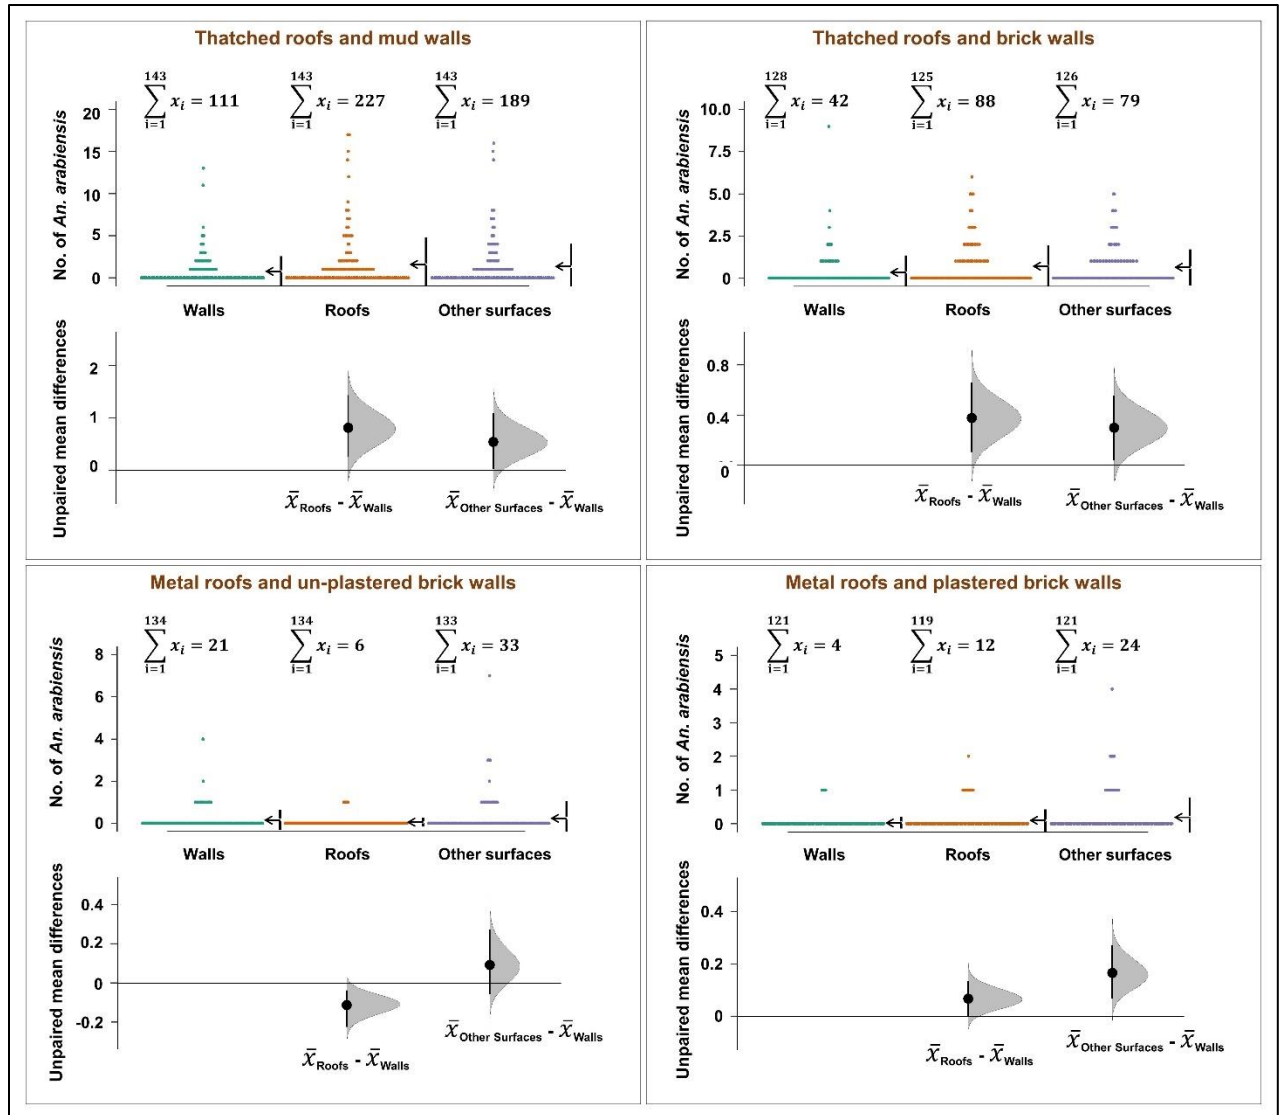 Thatched roofs and mud walls
143 143 143
∑ xᵢ = 111 ∑ xᵢ = 227 ∑ xᵢ = 189
i=1 i=1 i=1
No. of An. arabiensis
20
15
10
5
0
Walls Roofs Other surfaces
Unpaired mean differences
2
1
0
x̄Roofs - x̄Walls x̄Other Surfaces - x̄Walls
Thatched roofs and brick walls
128 125 126
∑ xᵢ = 42 ∑ xᵢ = 88 ∑ xᵢ = 79
i=1 i=1 i=1
No. of An. arabiensis
10.0
7.5
5.0
2.5
0
Walls Roofs Other surfaces
Unpaired mean differences
0.8
0.4
0
x̄Roofs - x̄Walls x̄Other Surfaces - x̄Walls
Metal roofs and un-plastered brick walls
134 134 133
∑ xᵢ = 21 ∑ xᵢ = 6 ∑ xᵢ = 33
i=1 i=1 i=1
No. of An. arabiensis
8
6
4
2
0
Walls Roofs Other surfaces
Unpaired mean differences
0.4
0.2
0
-0.2
x̄Roofs - x̄Walls x̄Other Surfaces - x̄Walls
Metal roofs and plastered brick walls
121 119 121
∑ xᵢ = 4 ∑ xᵢ = 12 ∑ xᵢ = 24
i=1 i=1 i=1
No. of An. arabiensis
5
4
3
2
1
0
Walls Roofs Other surfaces
Unpaired mean differences
0.4
0.2
0
x̄Roofs - x̄Walls x̄Other Surfaces - x̄Walls